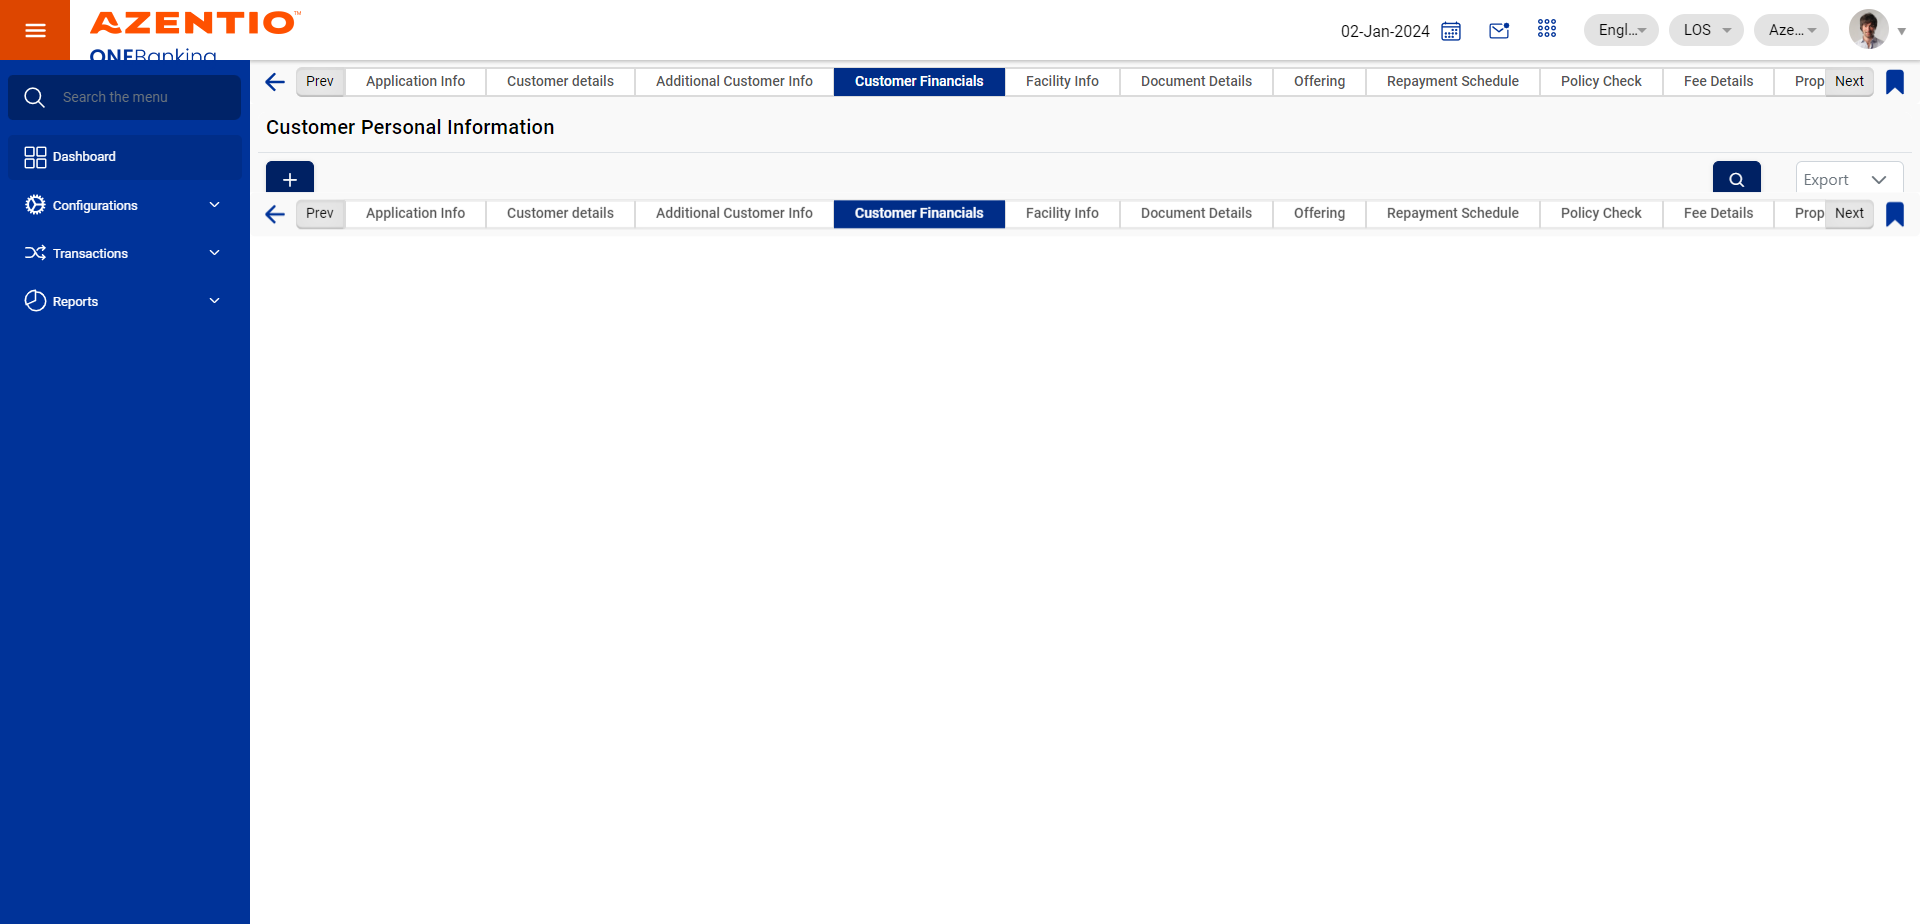 AZENTIO™
ONEBanking
02-Jan-2024
Engl...
LOS
Aze...
Search the menu
Dashboard
Configurations
Transactions
Reports
Prev Application Info Customer details Additional Customer Info Customer Financials Facility Info Document Details Offering Repayment Schedule Policy Check Fee Details Prop Next
Customer Personal Information
Export
Prev Application Info Customer details Additional Customer Info Customer Financials Facility Info Document Details Offering Repayment Schedule Policy Check Fee Details Prop Next